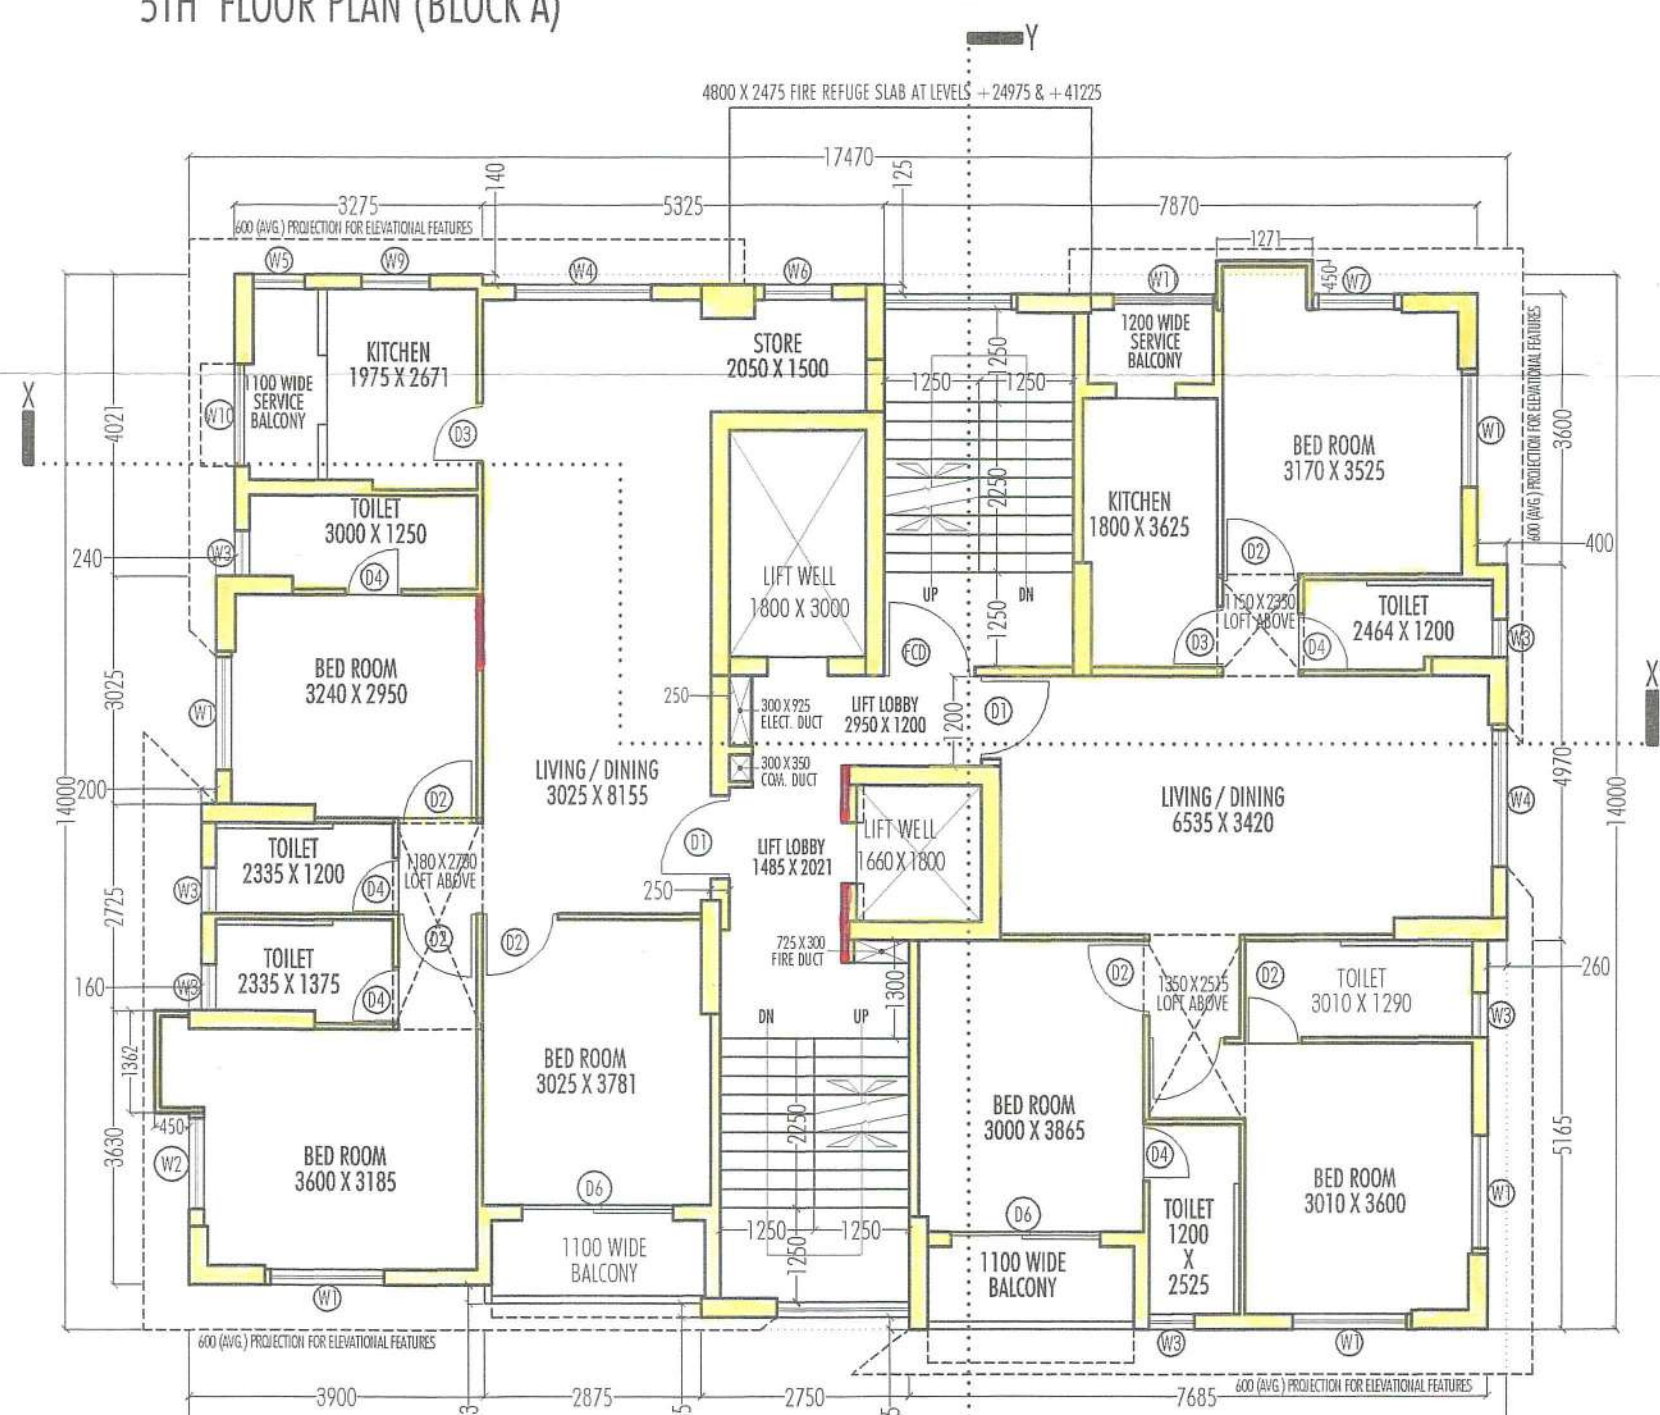 5TH FLOOR PLAN (BLOCK A)
Y
4800 X 2475 FIRE REFUGE SLAB AT LEVELS +24975 & +41225
17470
140
125
3275
5325
7870
600 (AVG.) PROJECTION FOR ELEVATIONAL FEATURES
1271
450
W5
W9
W4
W6
W1
W7
KITCHEN
1975 X 2671
STORE
2050 X 1500
1200 WIDE
SERVICE
BALCONY
1250
1250
1250
1100 WIDE
SERVICE
BALCONY
X
W10
4021
D3
BED ROOM
3170 X 3525
W1
3600
600 (AVG.) PROJECTION FOR ELEVATIONAL FEATURES
2250
KITCHEN
1800 X 3625
TOILET
3000 X 1250
240
W3
D4
D2
400
LIFT WELL
1800 X 3000
UP
DN
1250
1150 X 2350
LOFT ABOVE
TOILET
2464 X 1200
D3
D4
W3
FCD
BED ROOM
3240 X 2950
3025
W1
250
300 X 925
ELECT. DUCT
LIFT LOBBY
2950 X 1200
1200
D1
X
LIVING / DINING
3025 X 8155
300 X 350
COM. DUCT
LIVING / DINING
6535 X 3420
W4
4970
14000
14000
200
D2
TOILET
2335 X 1200
1180 X 2780
LOFT ABOVE
D4
W3
D1
LIFT LOBBY
1485 X 2021
LIFT WELL
1660 X 1800
250
2725
D2
D2
725 X 300
FIRE DUCT
TOILET
2335 X 1375
160
W3
D4
1300
D2
1350 X 2515
LOFT ABOVE
D2
TOILET
3010 X 1290
260
W3
DN
UP
1362
BED ROOM
3025 X 3781
BED ROOM
3000 X 3865
2250
450
3630
W2
BED ROOM
3600 X 3185
D4
5165
BED ROOM
3010 X 3600
W1
D6
D6
TOILET
1200
X
2525
1250
1250
1250
1100 WIDE
BALCONY
1100 WIDE
BALCONY
W1
W3
W1
600 (AVG.) PROJECTION FOR ELEVATIONAL FEATURES
600 (AVG.) PROJECTION FOR ELEVATIONAL FEATURES
3900
2875
2750
7685